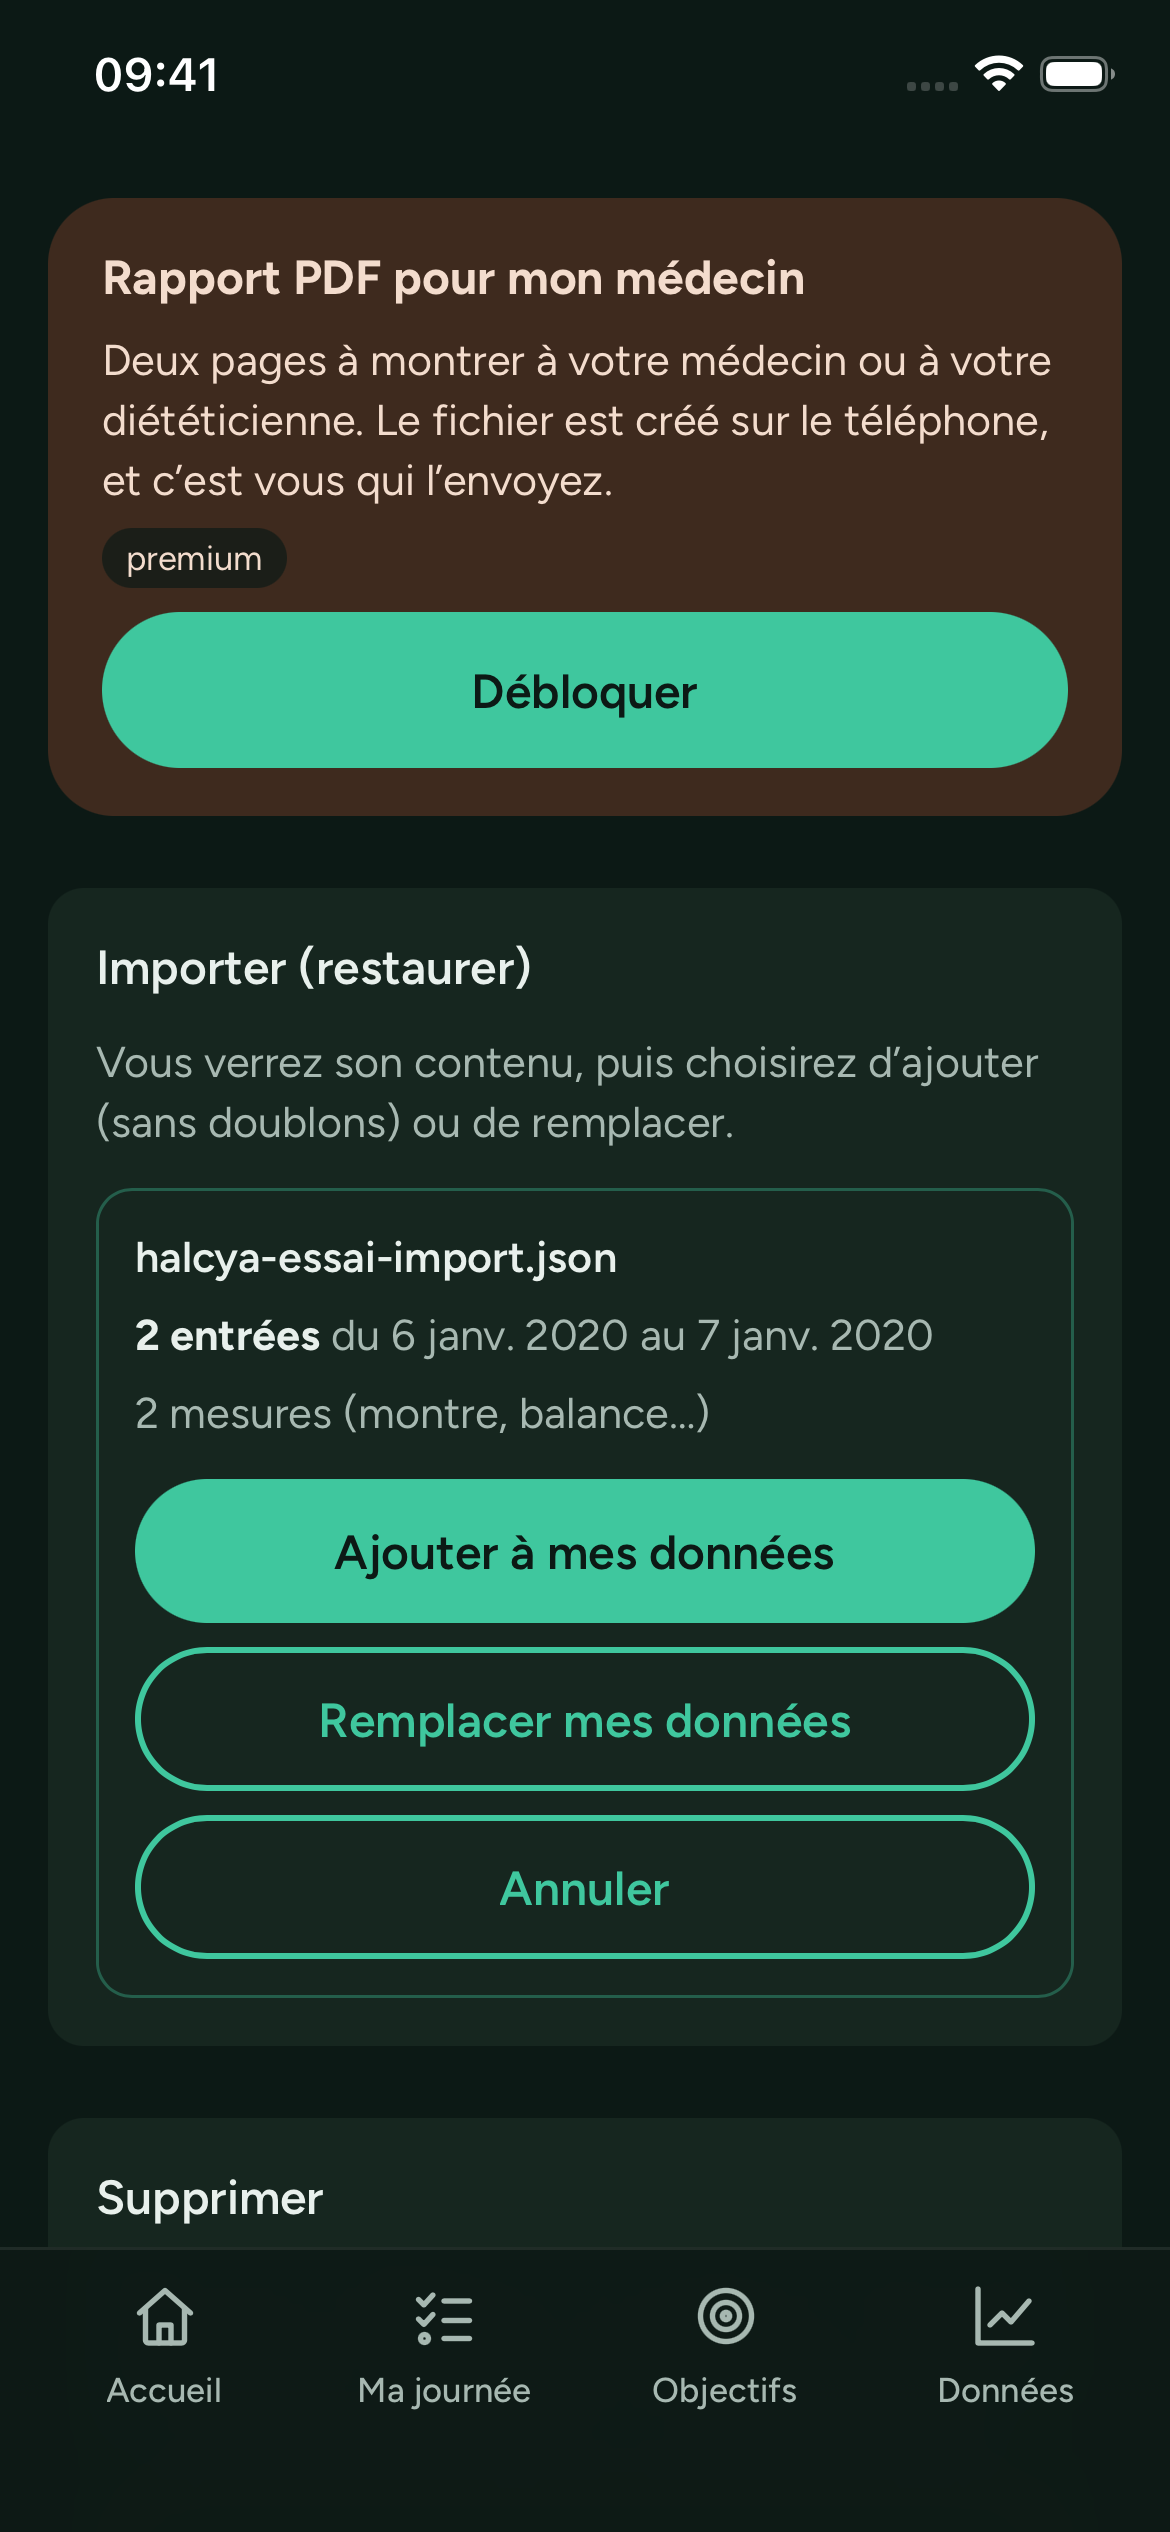 09:41
Rapport PDF pour mon médecin
Deux pages à montrer à votre médecin ou à votre
diététicienne. Le fichier est créé sur le téléphone,
et c’est vous qui l’envoyez.
premium
Débloquer
Importer (restaurer)
Vous verrez son contenu, puis choisirez d’ajouter
(sans doublons) ou de remplacer.
halcya-essai-import.json
2 entrées du 6 janv. 2020 au 7 janv. 2020
2 mesures (montre, balance…)
Ajouter à mes données
Remplacer mes données
Annuler
Supprimer
Accueil
Ma journée
Objectifs
Données